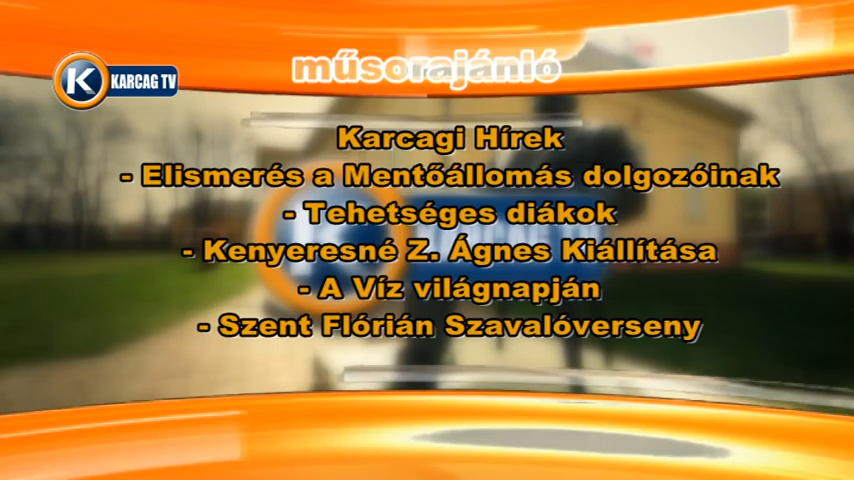 K KARCAG TV
műsorajánló
Karcagi Hírek
- Elismerés a Mentőállomás dolgozóinak
- Tehetséges diákok
- Kenyeresné Z. Ágnes Kiállítása
- A Víz világnapján
- Szent Flórián Szavalóverseny